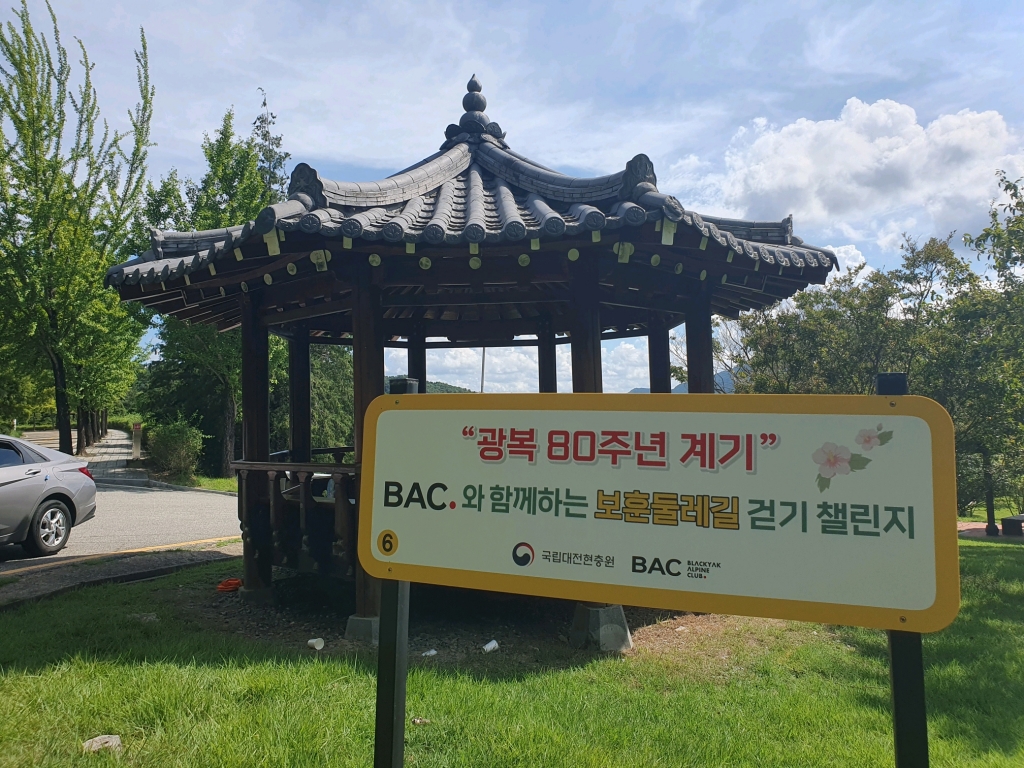 “광복 80주년 계기”
BAC.와 함께하는 보훈둘레길 걷기 챌린지
6
국립대전현충원
BAC BLACKYAK
ALPINE
CLUB.